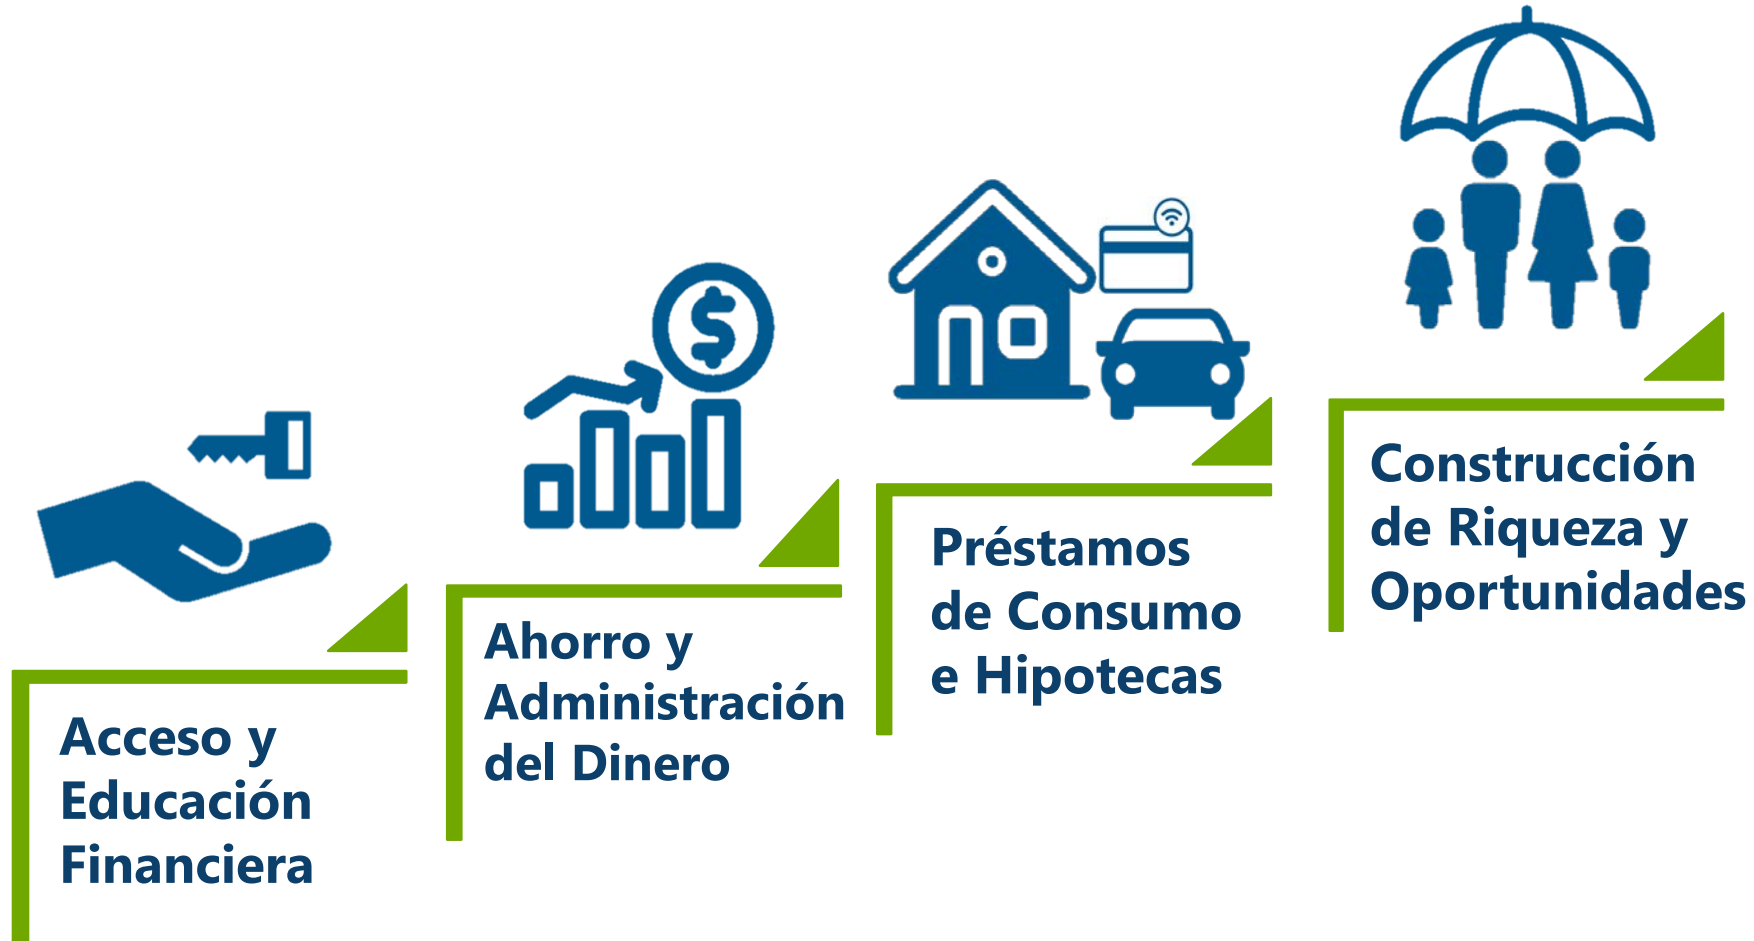 Acceso y
Educación
Financiera
Ahorro y
Administración
del Dinero
Préstamos
de Consumo
e Hipotecas
Construcción
de Riqueza y
Oportunidades
$